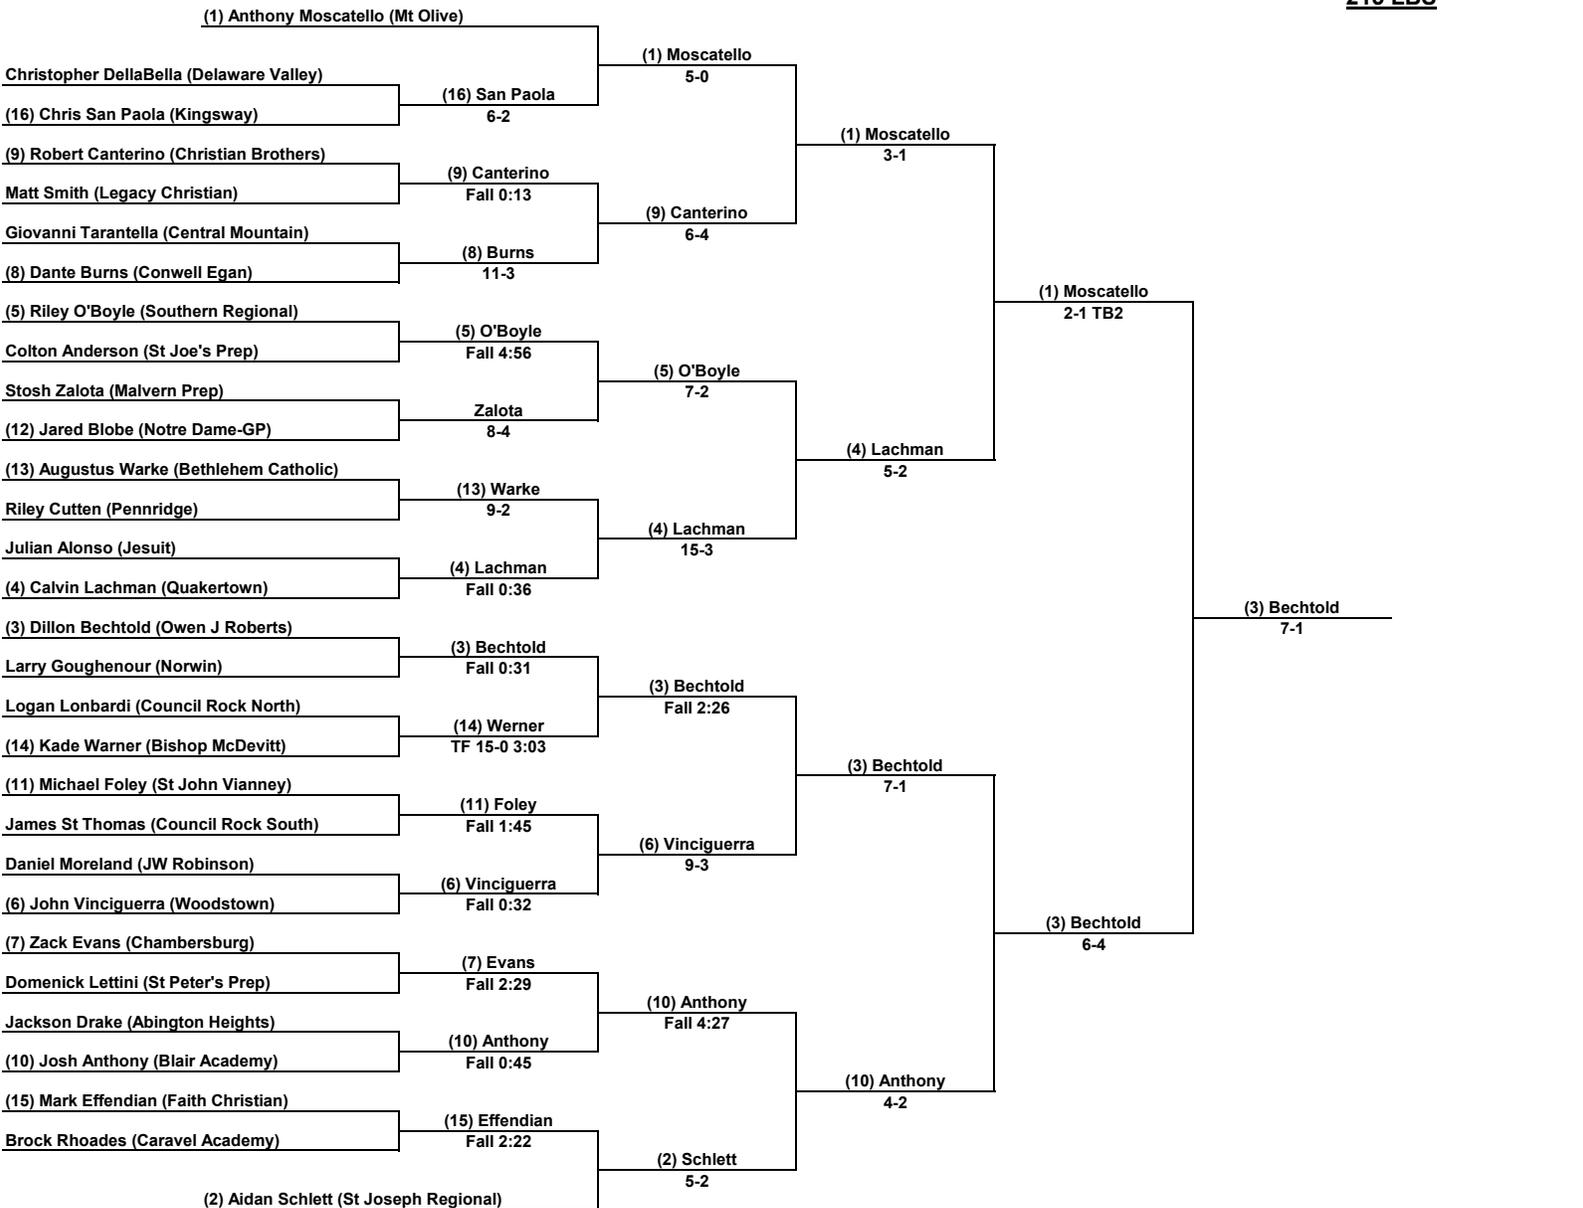 (1) Anthony Moscatello (Mt Olive)
(1) Moscatello
5-0
Christopher DellaBella (Delaware Valley)
(16) San Paola
6-2
(16) Chris San Paola (Kingsway)
(1) Moscatello
3-1
(9) Robert Canterino (Christian Brothers)
(9) Canterino
Fall 0:13
Matt Smith (Legacy Christian)
(9) Canterino
6-4
Giovanni Tarantella (Central Mountain)
(8) Burns
11-3
(8) Dante Burns (Conwell Egan)
(1) Moscatello
2-1 TB2
(5) Riley O'Boyle (Southern Regional)
(5) O'Boyle
Fall 4:56
Colton Anderson (St Joe's Prep)
(5) O'Boyle
7-2
Stosh Zalota (Malvern Prep)
Zalota
8-4
(12) Jared Blobe (Notre Dame-GP)
(4) Lachman
5-2
(13) Augustus Warke (Bethlehem Catholic)
(13) Warke
9-2
Riley Cutten (Pennridge)
(4) Lachman
15-3
Julian Alonso (Jesuit)
(4) Lachman
Fall 0:36
(4) Calvin Lachman (Quakertown)
(3) Bechtold
7-1
(3) Dillon Bechtold (Owen J Roberts)
(3) Bechtold
Fall 0:31
Larry Goughenour (Norwin)
(3) Bechtold
Fall 2:26
Logan Lonbardi (Council Rock North)
(14) Werner
TF 15-0 3:03
(14) Kade Warner (Bishop McDevitt)
(3) Bechtold
7-1
(11) Michael Foley (St John Vianney)
(11) Foley
Fall 1:45
James St Thomas (Council Rock South)
(6) Vinciguerra
9-3
Daniel Moreland (JW Robinson)
(6) Vinciguerra
Fall 0:32
(6) John Vinciguerra (Woodstown)
(3) Bechtold
6-4
(7) Zack Evans (Chambersburg)
(7) Evans
Fall 2:29
Domenick Lettini (St Peter's Prep)
(10) Anthony
Fall 4:27
Jackson Drake (Abington Heights)
(10) Anthony
Fall 0:45
(10) Josh Anthony (Blair Academy)
(10) Anthony
4-2
(15) Mark Effendian (Faith Christian)
(15) Effendian
Fall 2:22
Brock Rhoades (Caravel Academy)
(2) Schlett
5-2
(2) Aidan Schlett (St Joseph Regional)